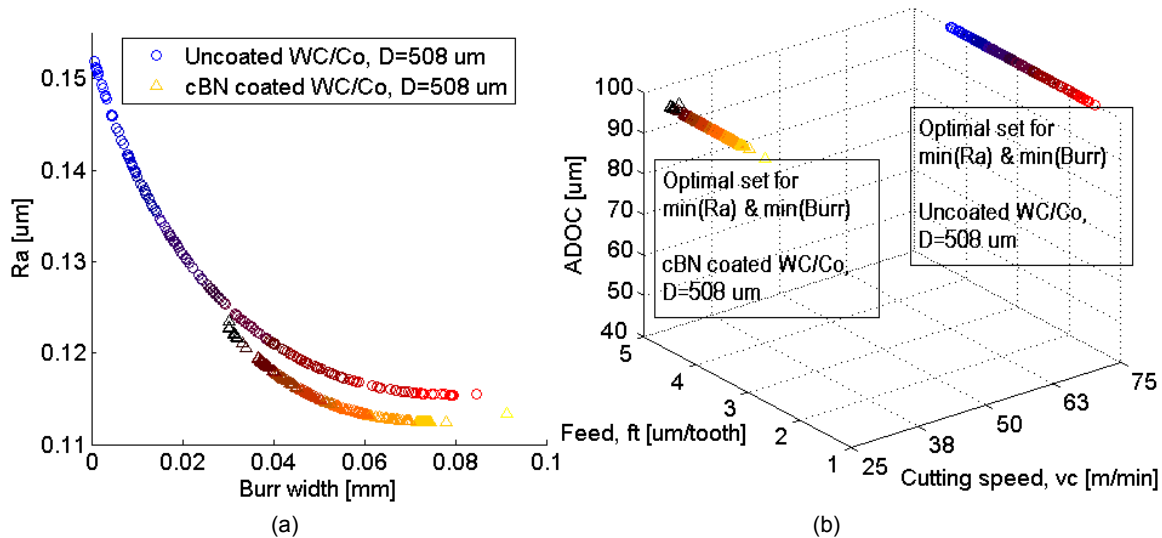 Ra [um]
0.15
0.14
0.13
0.12
0.11
0
0.02
0.04
0.06
0.08
0.1
Burr width [mm]
Uncoated WC/Co, D=508 um
cBN coated WC/Co, D=508 um
(a)
ADOC [um]
100
90
80
70
60
50
40
5
4
3
2
1
Feed, ft [um/tooth]
25
38
50
63
75
Cutting speed, vc [m/min]
Optimal set for
min(Ra) & min(Burr)
cBN coated WC/Co,
D=508 um
Optimal set for
min(Ra) & min(Burr)
Uncoated WC/Co,
D=508 um
(b)